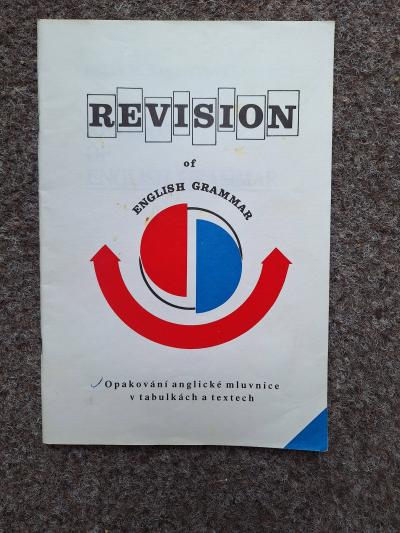 REVISION
of
ENGLISH GRAMMAR
Opakování anglické mluvnice
v tabulkách a textech